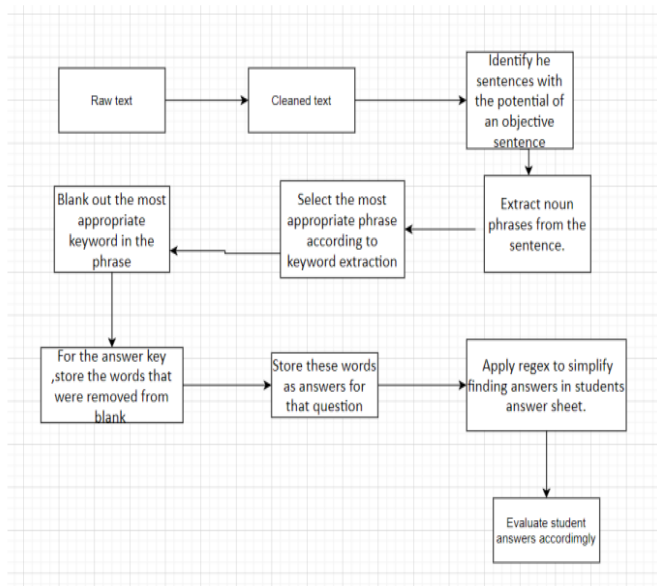 Raw text
Cleaned text
Identify he
sentences with
the potential of
an objective
sentence
Extract noun
phrases from the
sentence.
Select the most
appropriate phrase
according to
keyword extraction
Blank out the most
appropriate
keyword in the
phrase
For the answer key
,store the words that
were removed from
blank
Store these words
as answers for
that question
Apply regex to simplify
finding answers in students
answer sheet.
Evaluate student
answers accordimgly